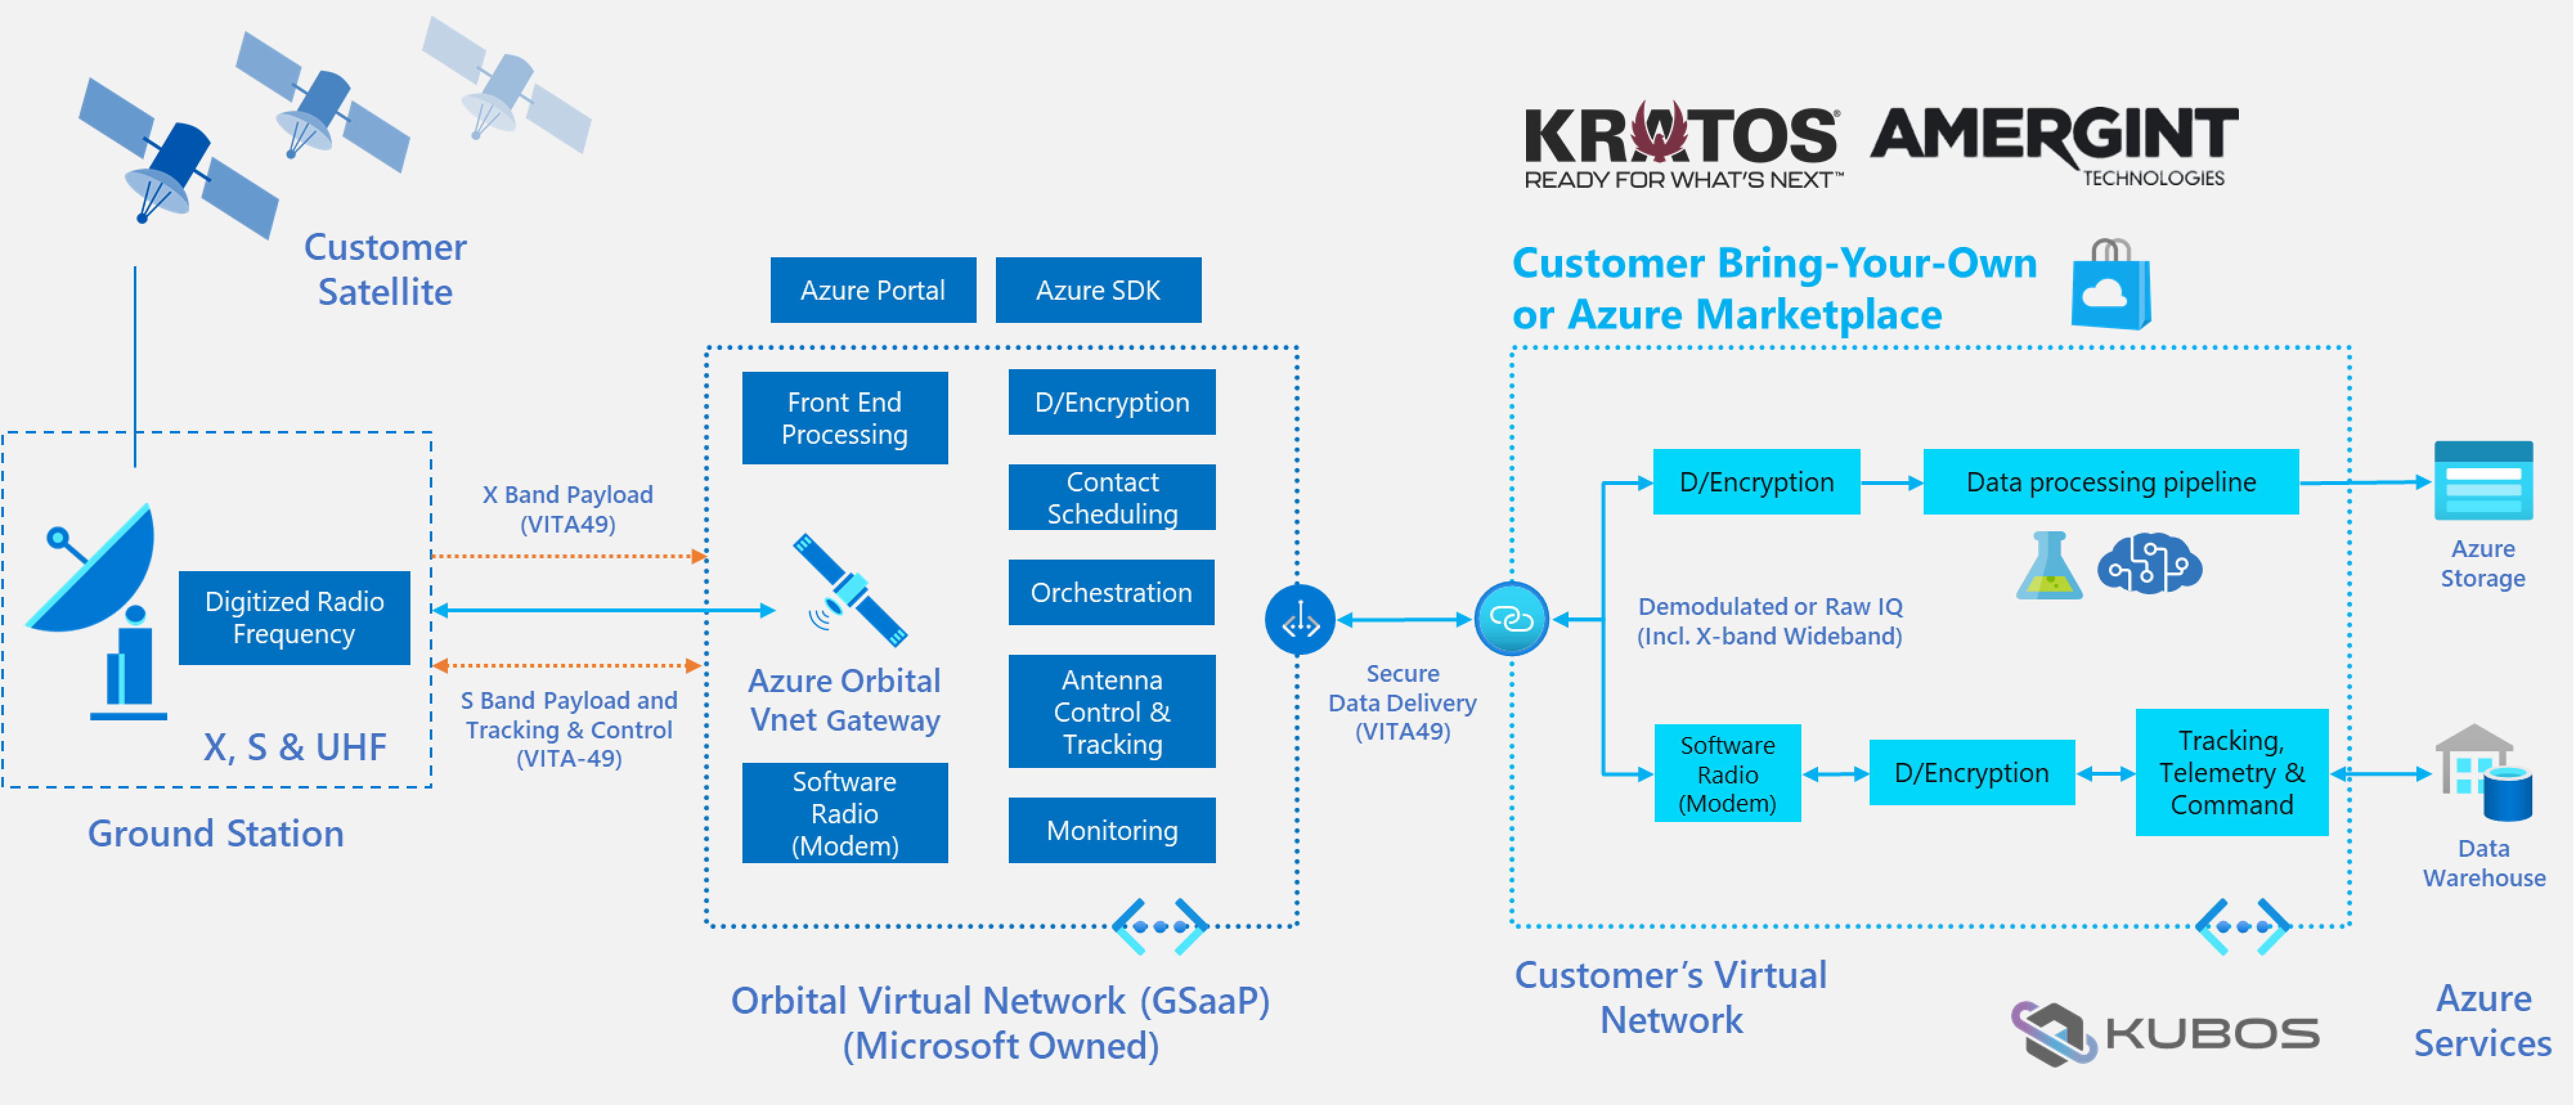 Customer
Satellite
KRATOS®
READY FOR WHAT'S NEXT™
AMERGINT
TECHNOLOGIES
Customer Bring-Your-Own
or Azure Marketplace
Azure Portal
Azure SDK
Digitized Radio
Frequency
X, S & UHF
Ground Station
X Band Payload
(VITA49)
S Band Payload and
Tracking & Control
(VITA-49)
Front End
Processing
Azure Orbital
Vnet Gateway
Software
Radio
(Modem)
D/Encryption
Contact
Scheduling
Orchestration
Antenna
Control &
Tracking
Monitoring
Orbital Virtual Network (GSaaP)
(Microsoft Owned)
Secure
Data Delivery
(VITA49)
D/Encryption
Data processing pipeline
Demodulated or Raw IQ
(Incl. X-band Wideband)
Software
Radio
(Modem)
D/Encryption
Tracking,
Telemetry &
Command
Customer’s Virtual
Network
KUBOS
Azure
Storage
Data
Warehouse
Azure
Services